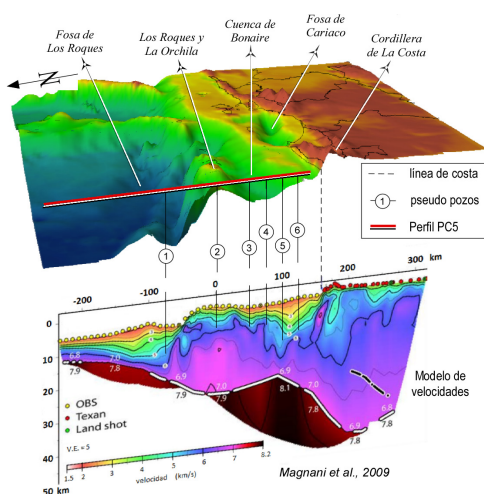 Fosa de
Los Roques
Los Roques y
La Orchila
Cuenca de
Bonaire
Fosa de
Cariaco
Cordillera
de La Costa
N
línea de costa
1 pseudo pozos
Perfil PC5
1 2 3 4 5 6
-200 -100 0 100 200 300 km
0
10
20
30
40
50
km
6.8 7.0 6.9 7.0 6.9 6.9 6.8
7.9 7.8 7.8 7.9 8.1 7.8 7.8
OBS
Texan
Land shot
V.E. = 5
1.5 2 3 4 5 6 7 8.2
velocidad (km/s)
Modelo de
velocidades
Magnani et al., 2009